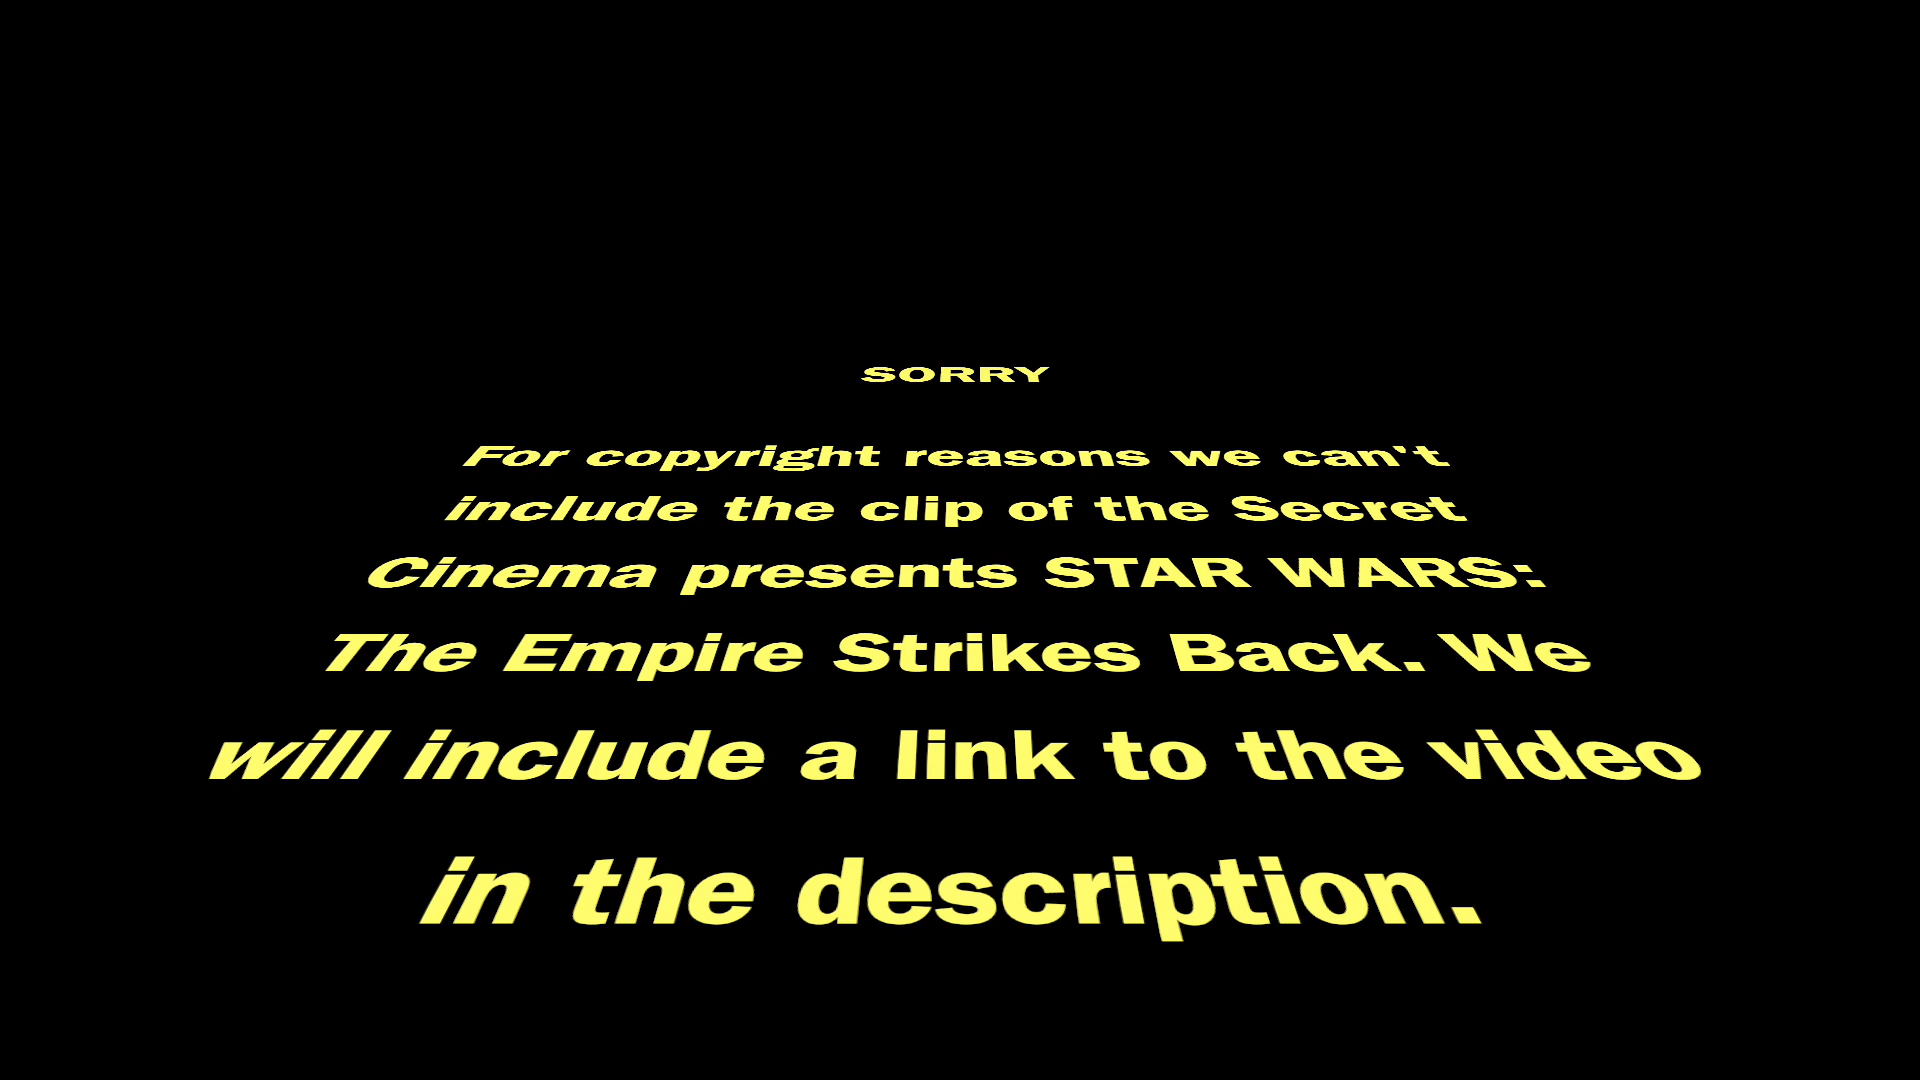 SORRY
For copyright reasons we can't
include the clip of the Secret
Cinema presents STAR WARS:
The Empire Strikes Back. We
will include a link to the video
in the description.